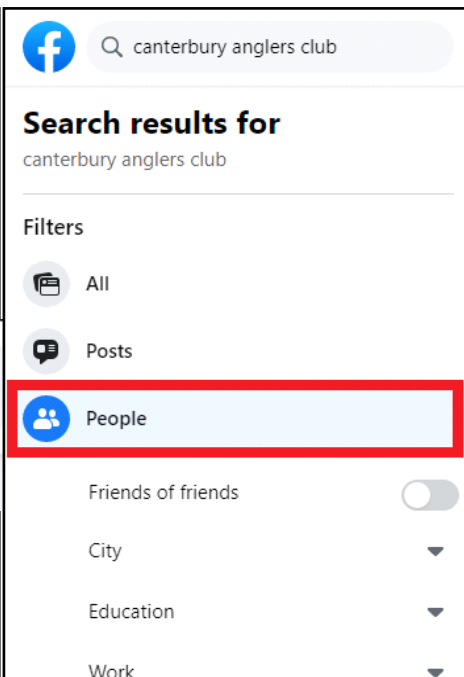 canterbury anglers club
Search results for
canterbury anglers club
Filters
All
Posts
People
Friends of friends
City
Education
Work